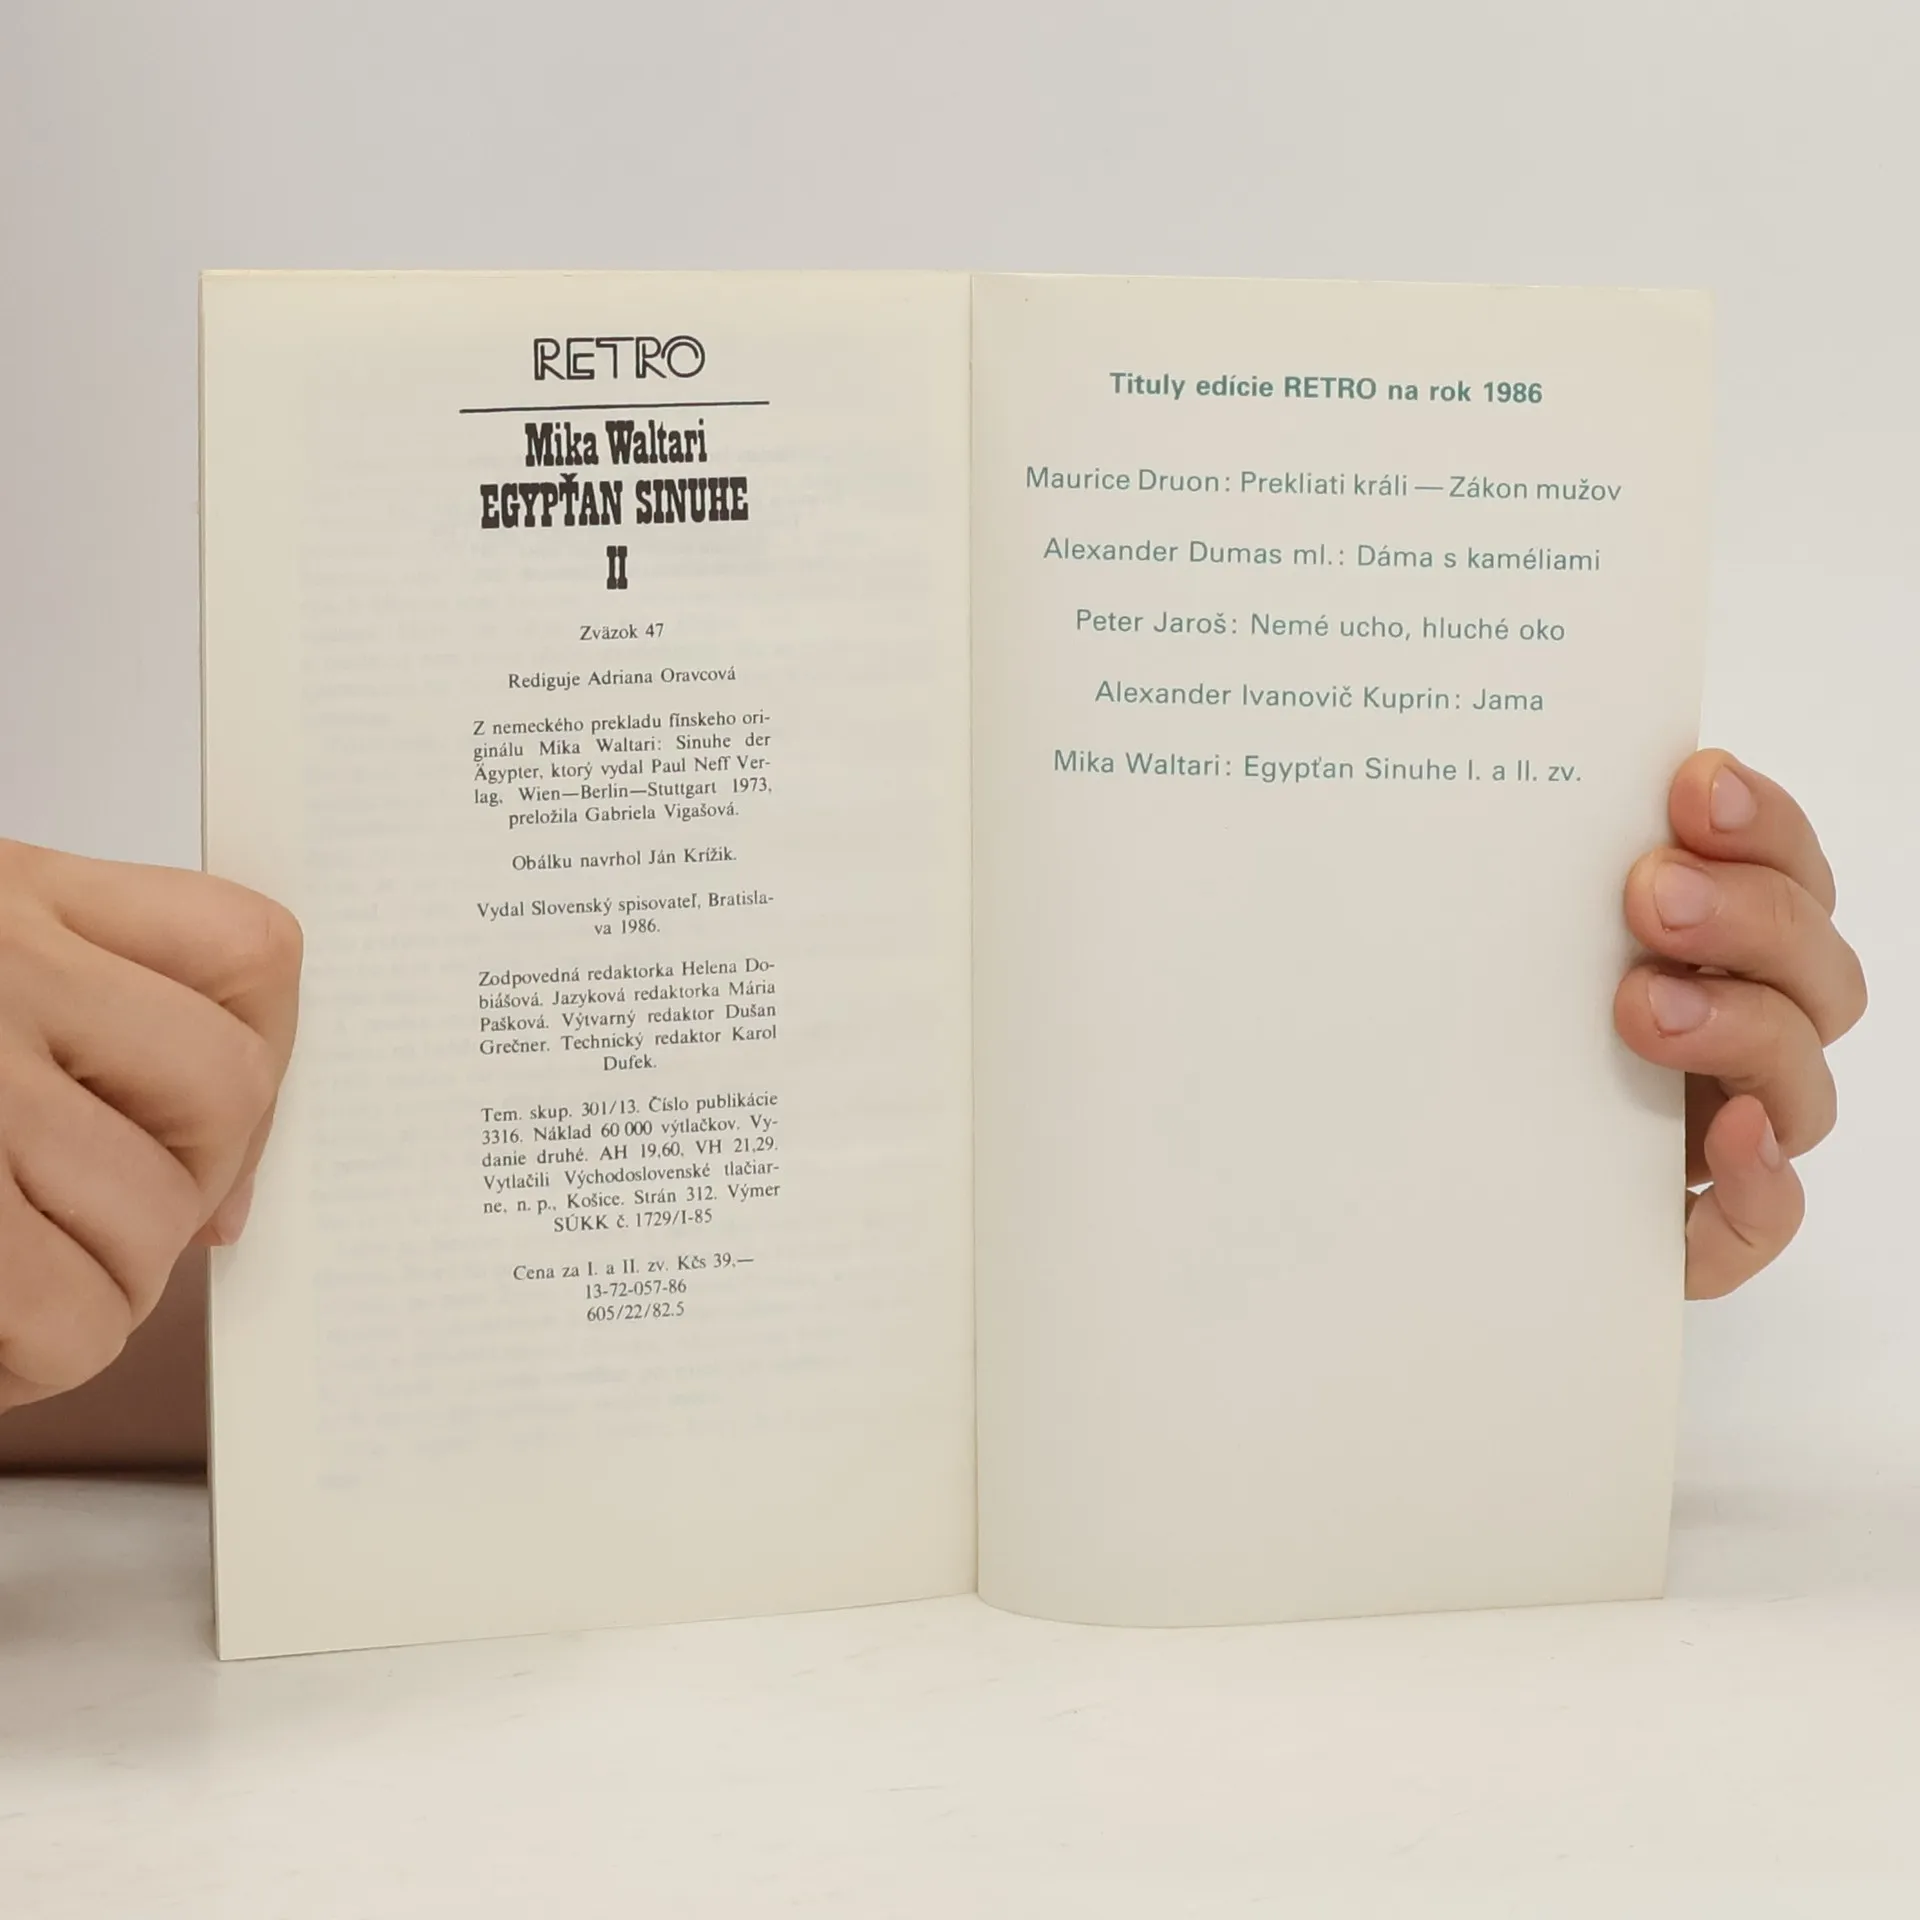 RETRO
Mika Waltari
EGYPŤAN SINUHE
II
Zväzok 47
Rediguje Adriana Oravcová
Z nemeckého prekladu fínskeho ori-
ginálu Mika Waltari: Sinuhe der
Ägypter, ktorý vydal Paul Neff Ver-
lag, Wien—Berlin—Stuttgart 1973,
preložila Gabriela Vigašová.
Obálku navrhol Ján Krížik.
Vydal Slovenský spisovateľ, Bratisla-
va 1986.
Zodpovedná redaktorka Helena Do-
biášová. Jazyková redaktorka Mária
Pašková. Výtvarný redaktor Dušan
Grečner. Technický redaktor Karol
Dufek.
Tem. skup. 301/13. Číslo publikácie
3316. Náklad 60 000 výtlačkov. Vy-
danie druhé. AH 19,60, VH 21,29.
Vytlačili Východoslovenské tlačiar-
ne, n. p., Košice. Strán 312. Výmer
SÚKK č. 1729/I-85
Cena za I. a II. zv. Kčs 39,—
13-72-057-86
605/22/82.5
Tituly edície RETRO na rok 1986
Maurice Druon: Prekliati králi — Zákon mužov
Alexander Dumas ml.: Dáma s kaméliami
Peter Jaroš: Nemé ucho, hluché oko
Alexander Ivanovič Kuprin: Jama
Mika Waltari: Egypťan Sinuhe I. a II. zv.